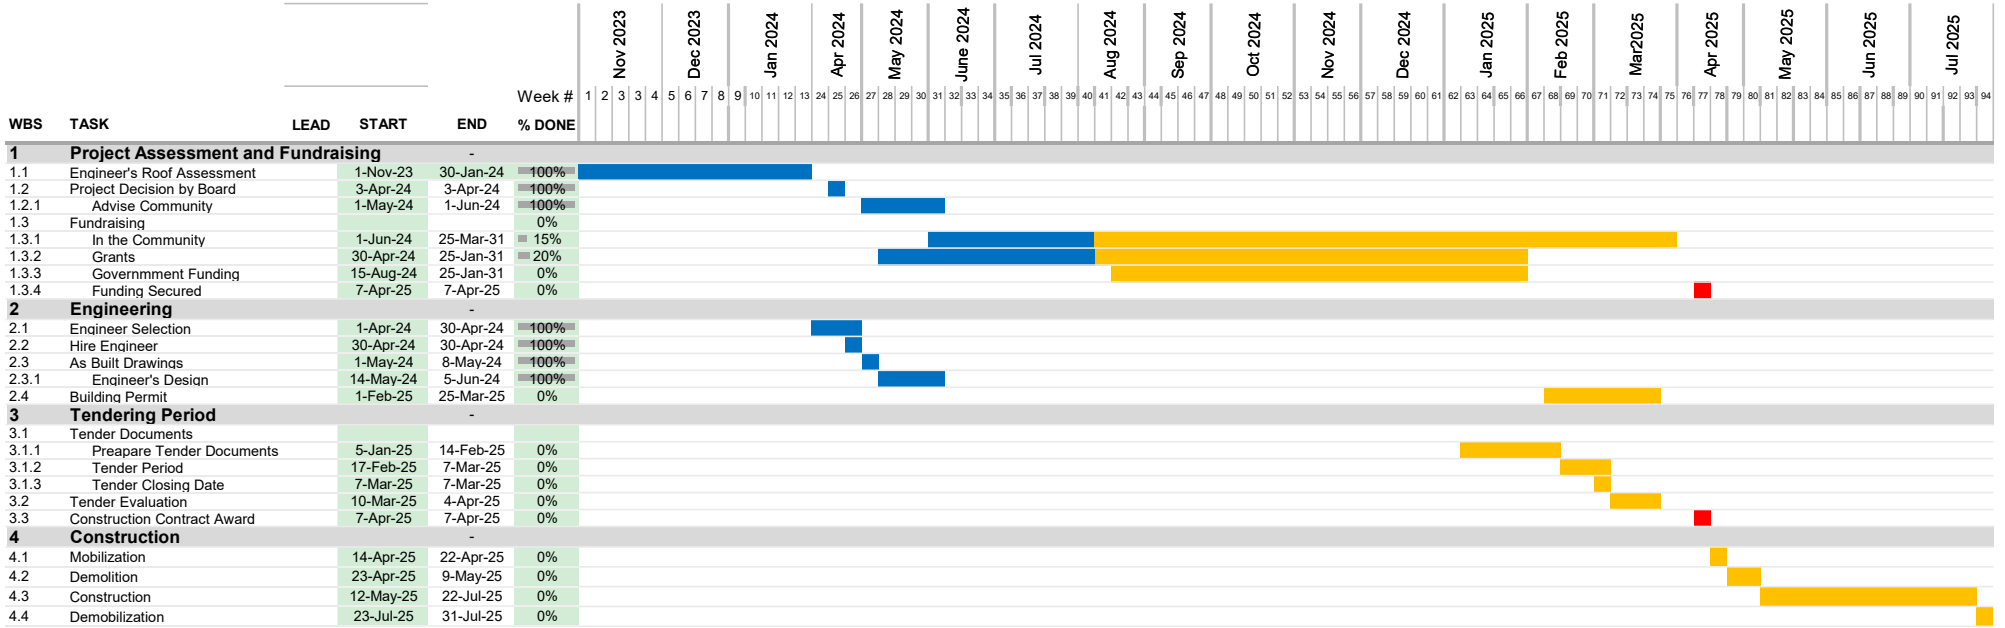 Nov 2023 Dec 2023 Jan 2024 Apr 2024 May 2024 June 2024 Jul 2024 Aug 2024 Sep 2024 Oct 2024 Nov 2024 Dec 2024 Jan 2025 Feb 2025 Mar2025 Apr 2025 May 2025 Jun 2025 Jul 2025
Week # 1 2 3 3 4 5 6 7 8 9 10 11 12 13 24 25 26 27 28 29 30 31 32 33 34 35 36 37 38 39 40 41 42 43 44 45 46 47 48 49 50 51 52 53 54 55 56 57 58 59 60 61 62 63 64 65 66 67 68 69 70 71 72 73 74 75 76 77 78 79 80 81 82 83 84 85 86 87 88 89 90 91 92 93 94
WBS TASK LEAD START END % DONE
1 Project Assessment and Fundraising -
1.1 Engineer's Roof Assessment 1-Nov-23 30-Jan-24 100%
1.2 Project Decision by Board 3-Apr-24 3-Apr-24 100%
1.2.1 Advise Community 1-May-24 1-Jun-24 100%
1.3 Fundraising 0%
1.3.1 In the Community 1-Jun-24 25-Mar-31 15%
1.3.2 Grants 30-Apr-24 25-Jan-31 20%
1.3.3 Governmment Funding 15-Aug-24 25-Jan-31 0%
1.3.4 Funding Secured 7-Apr-25 7-Apr-25 0%
2 Engineering -
2.1 Engineer Selection 1-Apr-24 30-Apr-24 100%
2.2 Hire Engineer 30-Apr-24 30-Apr-24 100%
2.3 As Built Drawings 1-May-24 8-May-24 100%
2.3.1 Engineer's Design 14-May-24 5-Jun-24 100%
2.4 Building Permit 1-Feb-25 25-Mar-25 0%
3 Tendering Period -
3.1 Tender Documents
3.1.1 Preapare Tender Documents 5-Jan-25 14-Feb-25 0%
3.1.2 Tender Period 17-Feb-25 7-Mar-25 0%
3.1.3 Tender Closing Date 7-Mar-25 7-Mar-25 0%
3.2 Tender Evaluation 10-Mar-25 4-Apr-25 0%
3.3 Construction Contract Award 7-Apr-25 7-Apr-25 0%
4 Construction -
4.1 Mobilization 14-Apr-25 22-Apr-25 0%
4.2 Demolition 23-Apr-25 9-May-25 0%
4.3 Construction 12-May-25 22-Jul-25 0%
4.4 Demobilization 23-Jul-25 31-Jul-25 0%